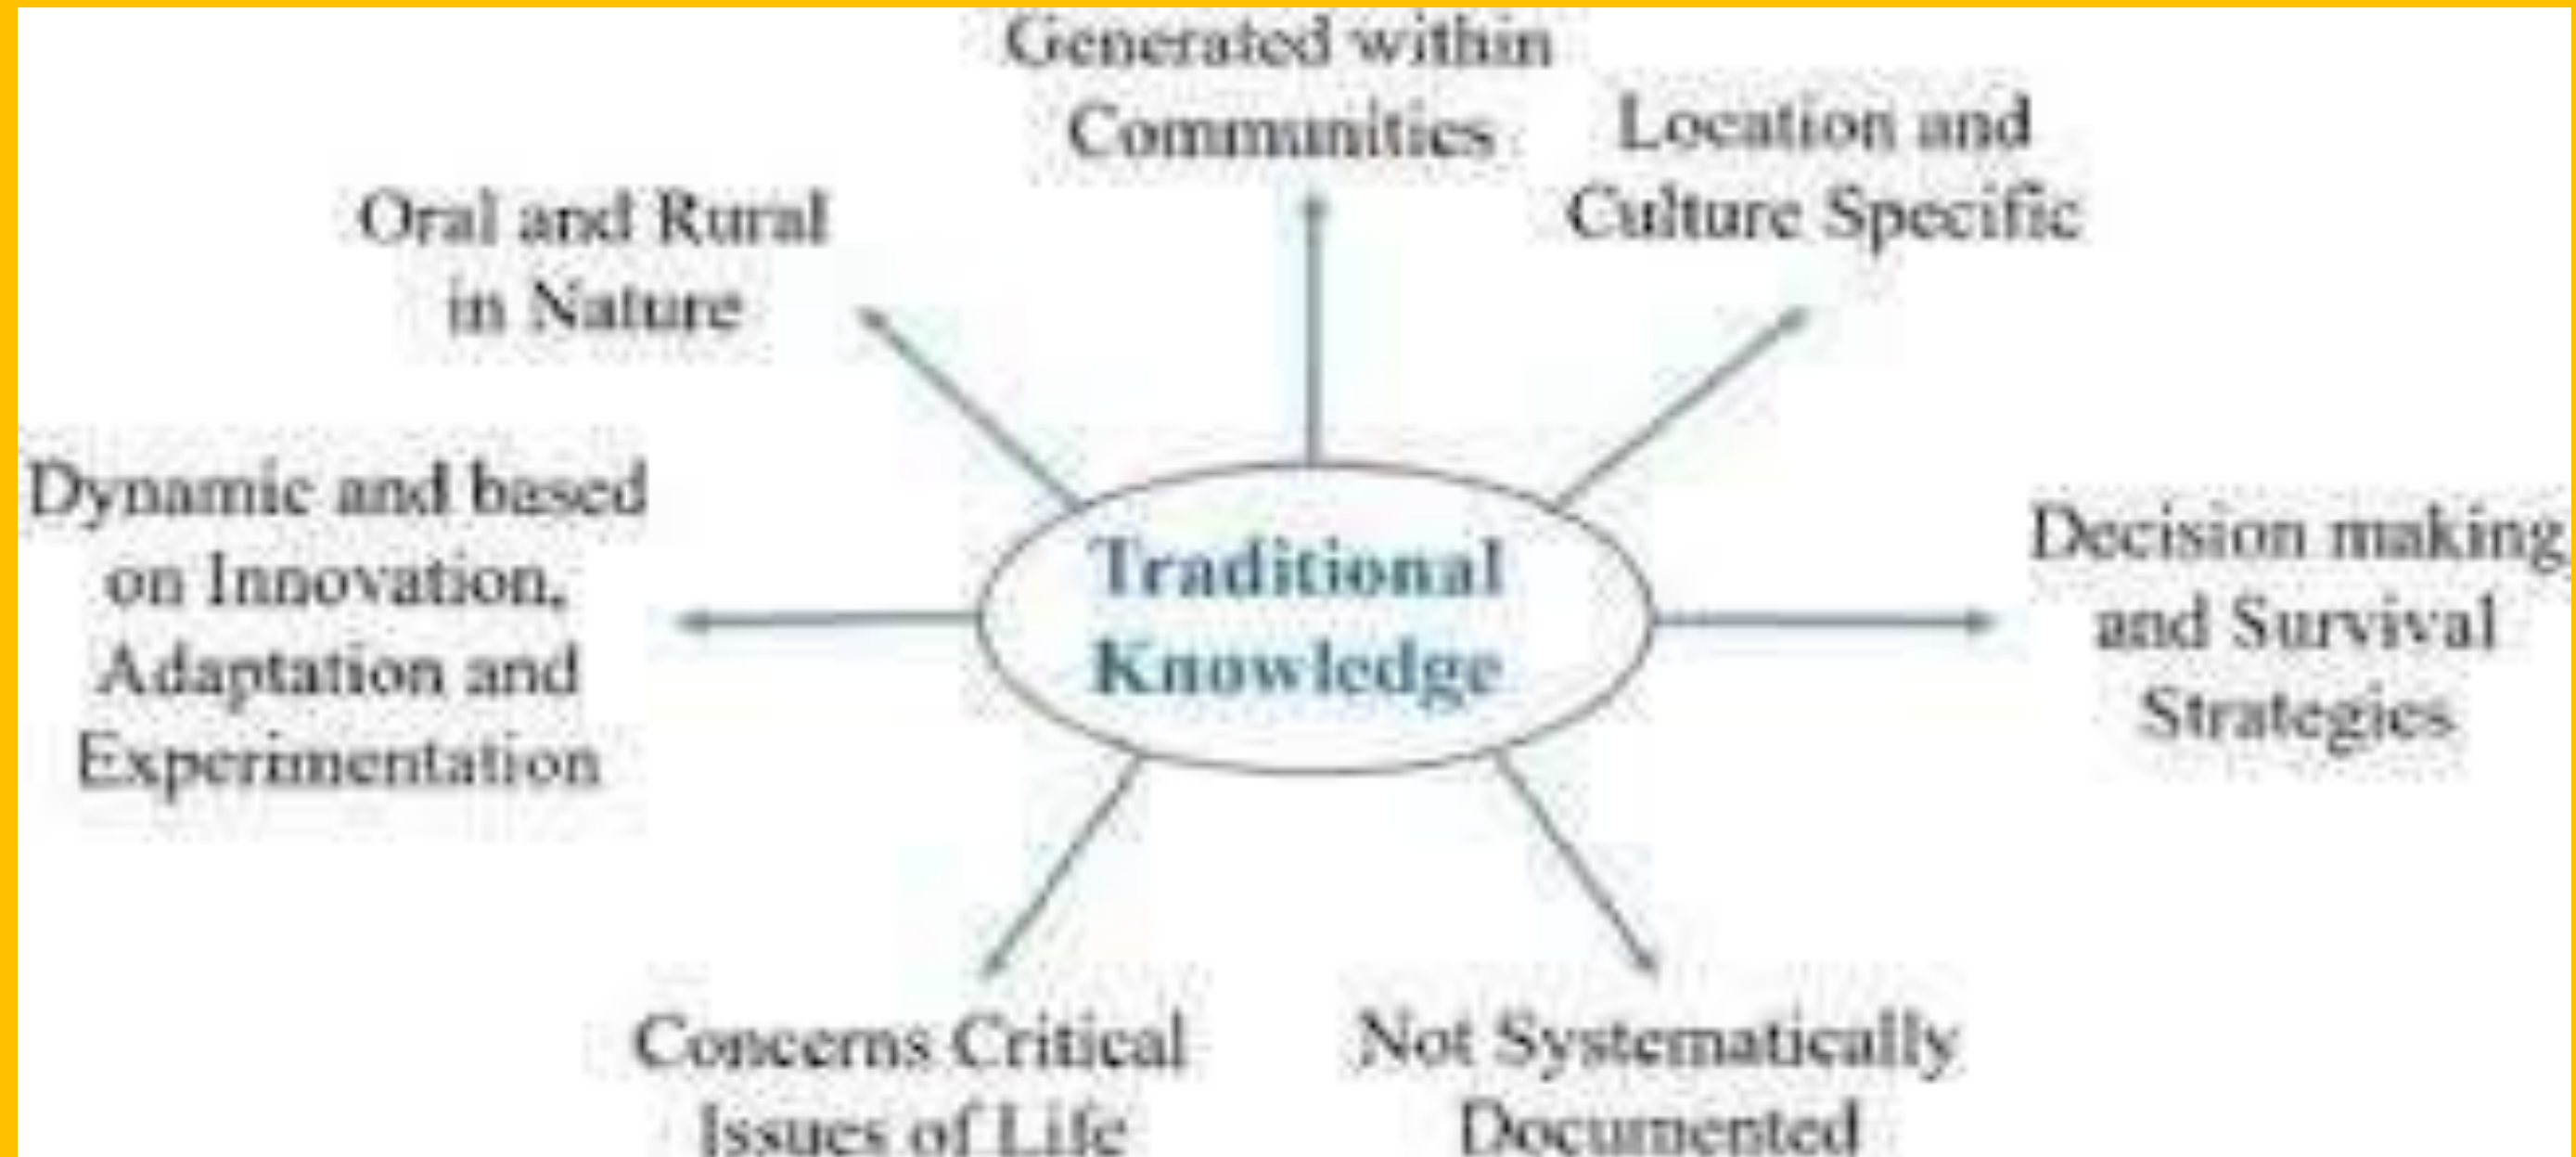 Generated within
Communities
Location and
Culture Specific
Oral and Rural
in Nature
Dynamic and based
on Innovation,
Adaptation and
Experimentation
Traditional
Knowledge
Decision making
and Survival
Strategies
Concerns Critical
Issues of Life
Not Systematically
Documented